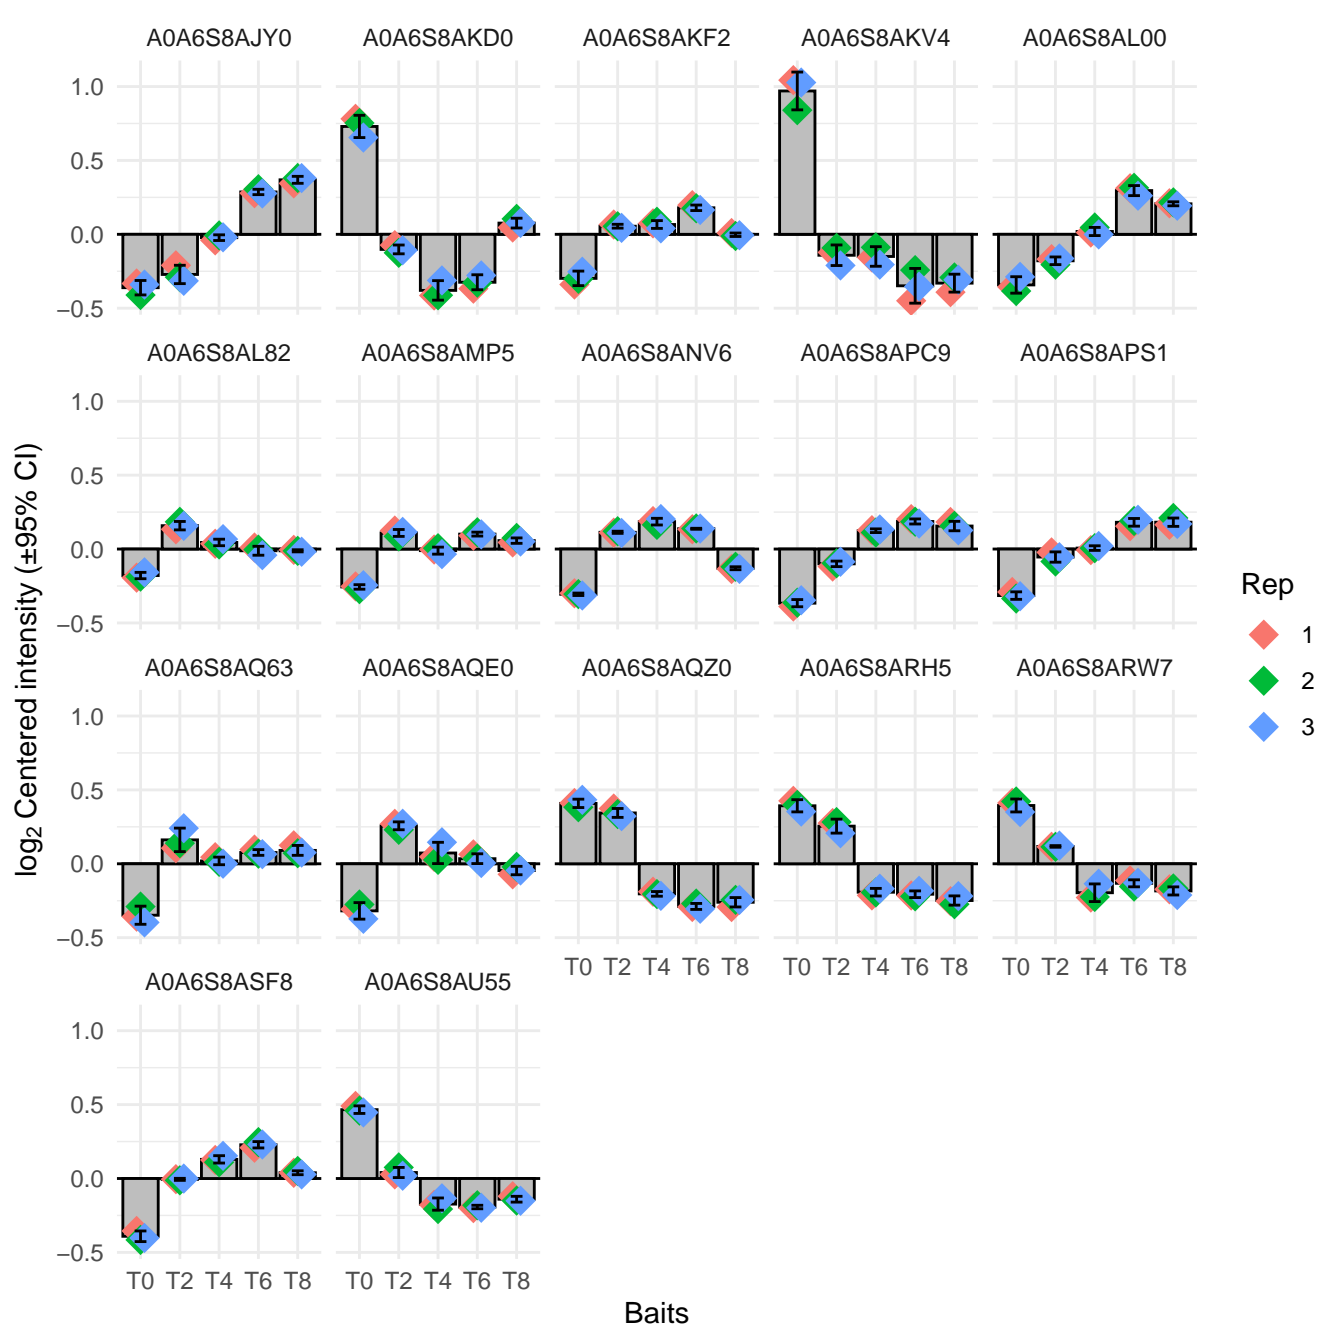 A0A6S8AJY0 A0A6S8AKD0 A0A6S8AKF2 A0A6S8AKV4 A0A6S8AL00
1.0
0.5
0.0
−0.5
A0A6S8AL82 A0A6S8AMP5 A0A6S8ANV6 A0A6S8APC9 A0A6S8APS1
1.0
0.5
0.0
−0.5
A0A6S8AQ63 A0A6S8AQE0 A0A6S8AQZ0 A0A6S8ARH5 A0A6S8ARW7
1.0
0.5
0.0
−0.5
T0 T2 T4 T6 T8 T0 T2 T4 T6 T8 T0 T2 T4 T6 T8
A0A6S8ASF8 A0A6S8AU55
1.0
0.5
0.0
−0.5
T0 T2 T4 T6 T8 T0 T2 T4 T6 T8
Baits
log₂ Centered intensity (±95% CI)
Rep
1
2
3